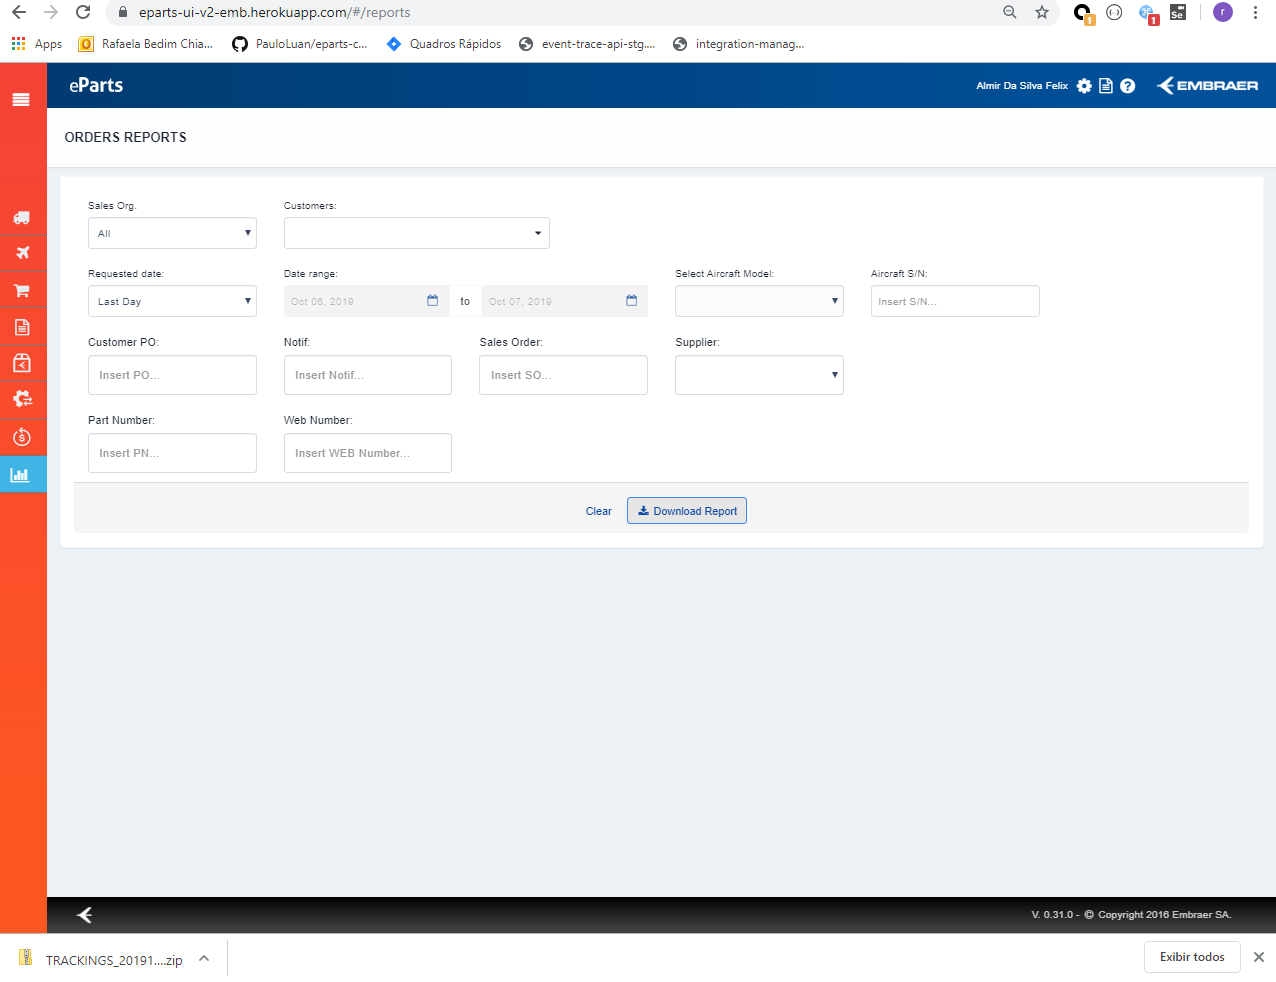 eparts-ui-v2-emb.herokuapp.com/#/reports
1
1
Se
r
Apps
Rafaela Bedim Chia...
PauloLuan/eparts-c...
Quadros Rápidos
event-trace-api-stg....
integration-manag...
eParts
Almir Da Silva Felix
EMBRAER
ORDERS REPORTS
Sales Org.
Customers:
All
Requested date:
Date range:
Select Aircraft Model:
Aircraft S/N:
Last Day
Oct 06, 2019
to
Oct 07, 2019
Insert S/N...
Customer PO:
Notif:
Sales Order:
Supplier:
Insert PO...
Insert Notif...
Insert SO...
Part Number:
Web Number:
Insert PN...
Insert WEB Number...
Clear
Download Report
V. 0.31.0 - © Copyright 2016 Embraer SA.
TRACKINGS_20191....zip
Exibir todos